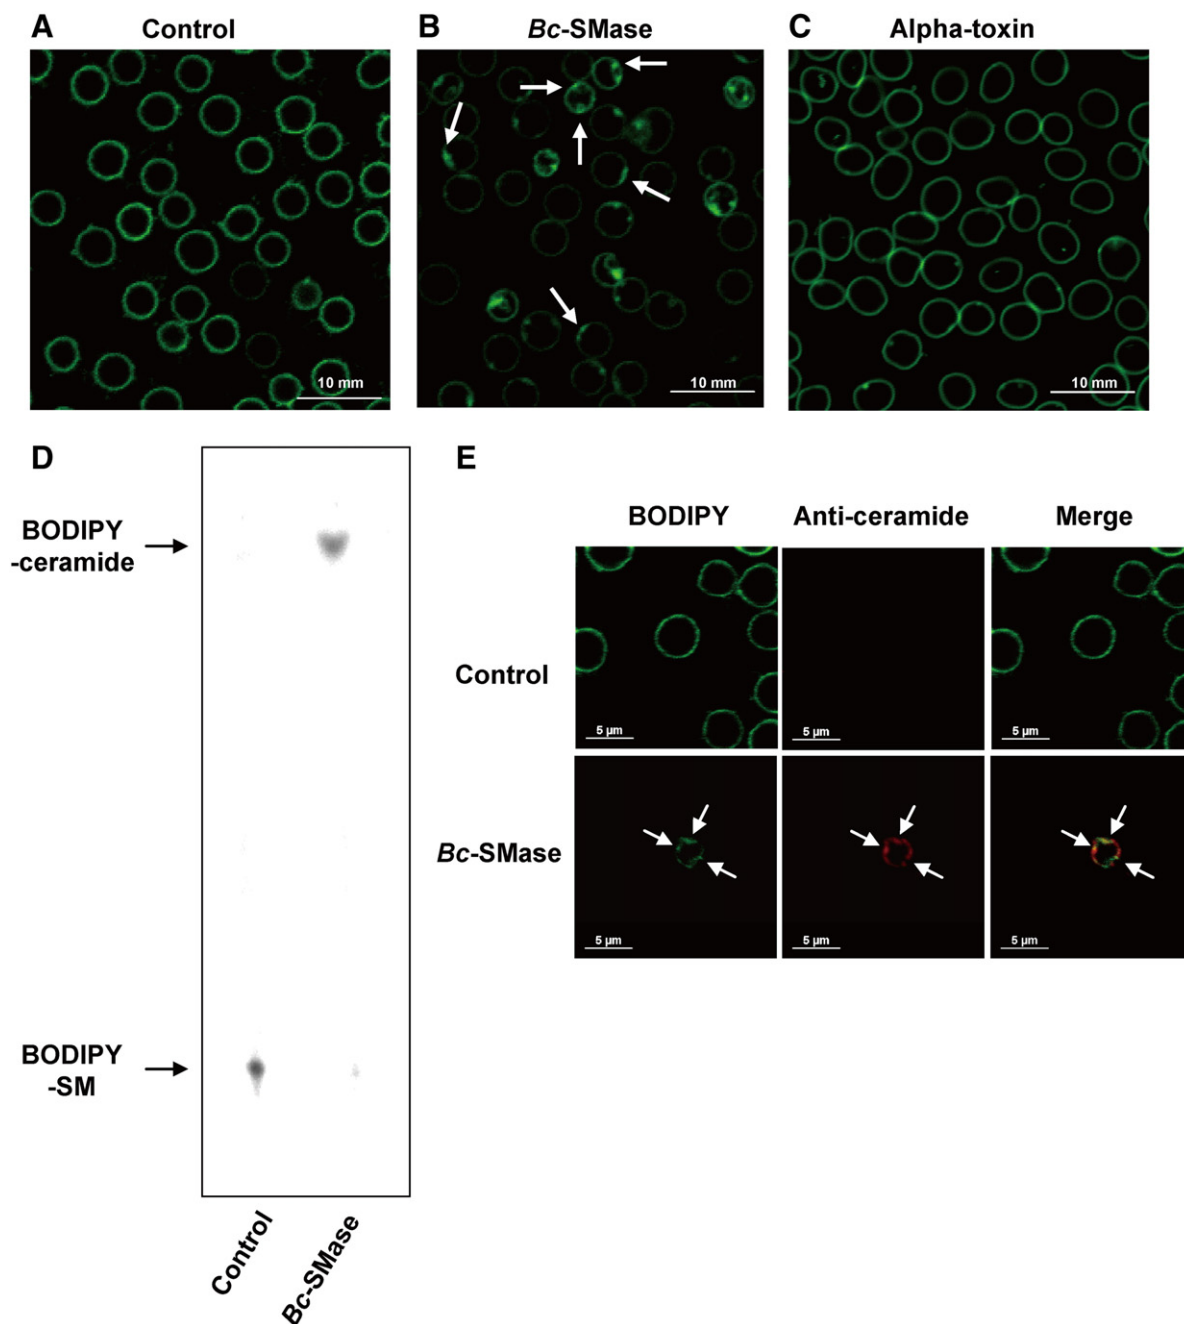 A
Control
B
Bc-SMase
C
Alpha-toxin
10 mm
10 mm
10 mm
D
BODIPY
-ceramide
BODIPY
-SM
Control
Bc-SMase
E
BODIPY
Anti-ceramide
Merge
Control
5 µm
5 µm
5 µm
Bc-SMase
5 µm
5 µm
5 µm